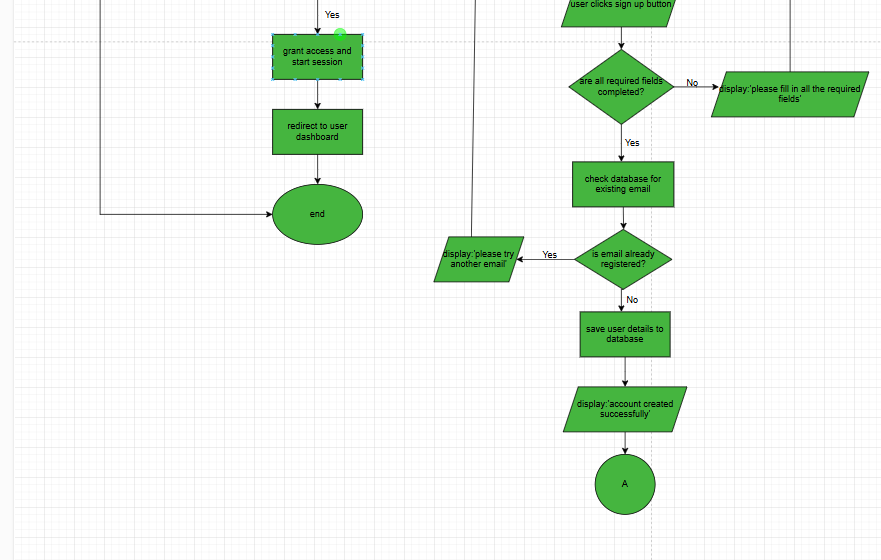 Yes
grant access and
start session
redirect to user
dashboard
end
user clicks sign up button
are all required fields
completed?
No
display:'please fill in all the required
fields'
Yes
check database for
existing email
is email already
registered?
Yes
display:'please try
another email'
No
save user details to
database
display:'account created
successfully'
A